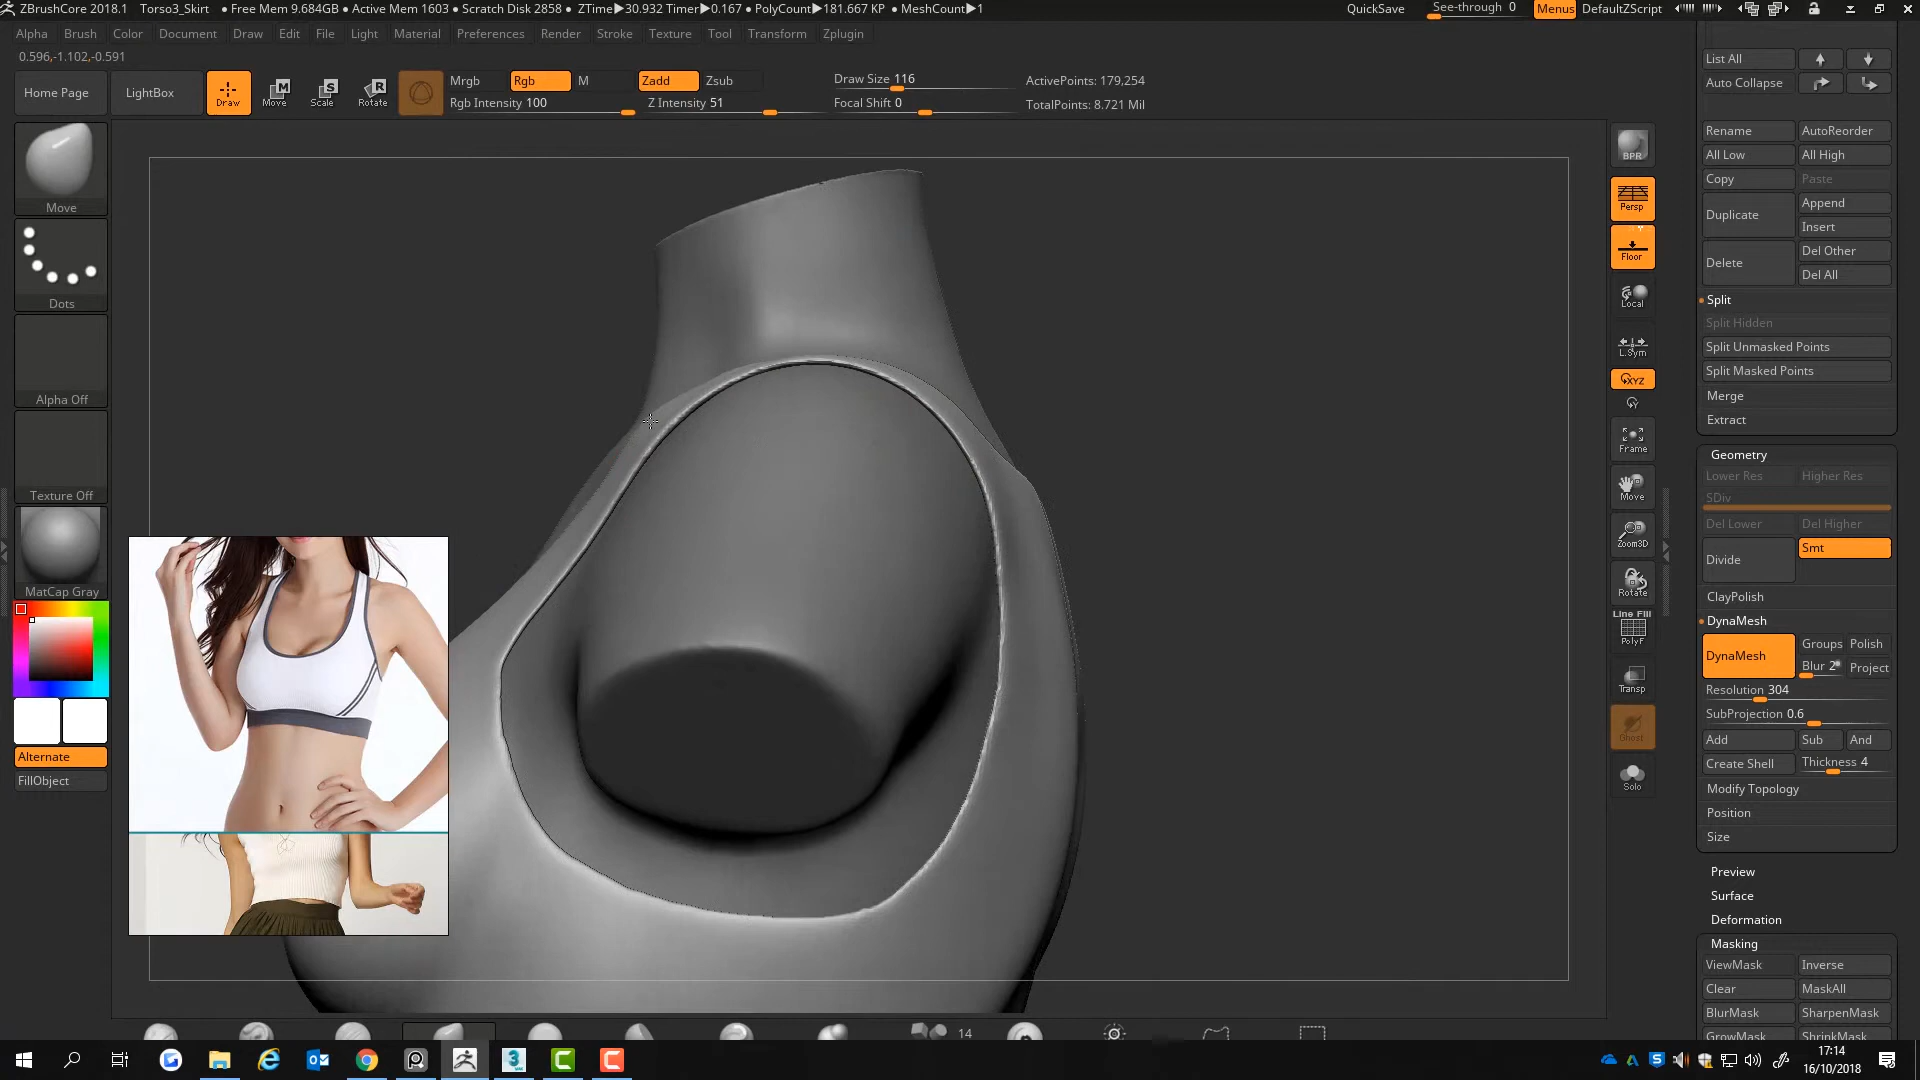 ZBrushCore 2018.1 Torso3_Skirt ● Free Mem 9.684GB ● Active Mem 1603 ● Scratch Disk 2858 ● ZTime▶30.932 Timer▶0.167 ● PolyCount▶181.667 KP ● MeshCount▶1 QuickSave See-through 0 Menus DefaultZScript
Alpha Brush Color Document Draw Edit File Light Material Preferences Render Stroke Texture Tool Transform Zplugin
0.596,-1.102,-0.591
Home Page LightBox Draw Move Scale Rotate
Mrgb Rgb M Zadd Zsub
Rgb Intensity 100 Z Intensity 51
Draw Size 116
Focal Shift 0
ActivePoints: 179,254
TotalPoints: 8.721 Mil
Move
Dots
Alpha Off
Texture Off
MatCap Gray
Alternate
FillObject
BPR
Persp
Floor
Local
L.Sym
XYZ
Y
Frame
Move
Zoom3D
Rotate
Line Fill
PolyF
Transp
Ghost
Solo
List All
Auto Collapse
Rename AutoReorder
All Low All High
Copy Paste
Duplicate Append
Insert
Delete Del Other
Del All
Split
Split Hidden
Split Unmasked Points
Split Masked Points
Merge
Extract
Geometry
Lower Res Higher Res
SDiv
Del Lower Del Higher
Divide Smt
ClayPolish
DynaMesh
DynaMesh Groups Polish
Blur 2 Project
Resolution 304
SubProjection 0.6
Add Sub And
Create Shell Thickness 4
Modify Topology
Position
Size
Preview
Surface
Deformation
Masking
ViewMask Inverse
Clear MaskAll
BlurMask SharpenMask
GrowMask ShrinkMask
14
17:14
16/10/2018